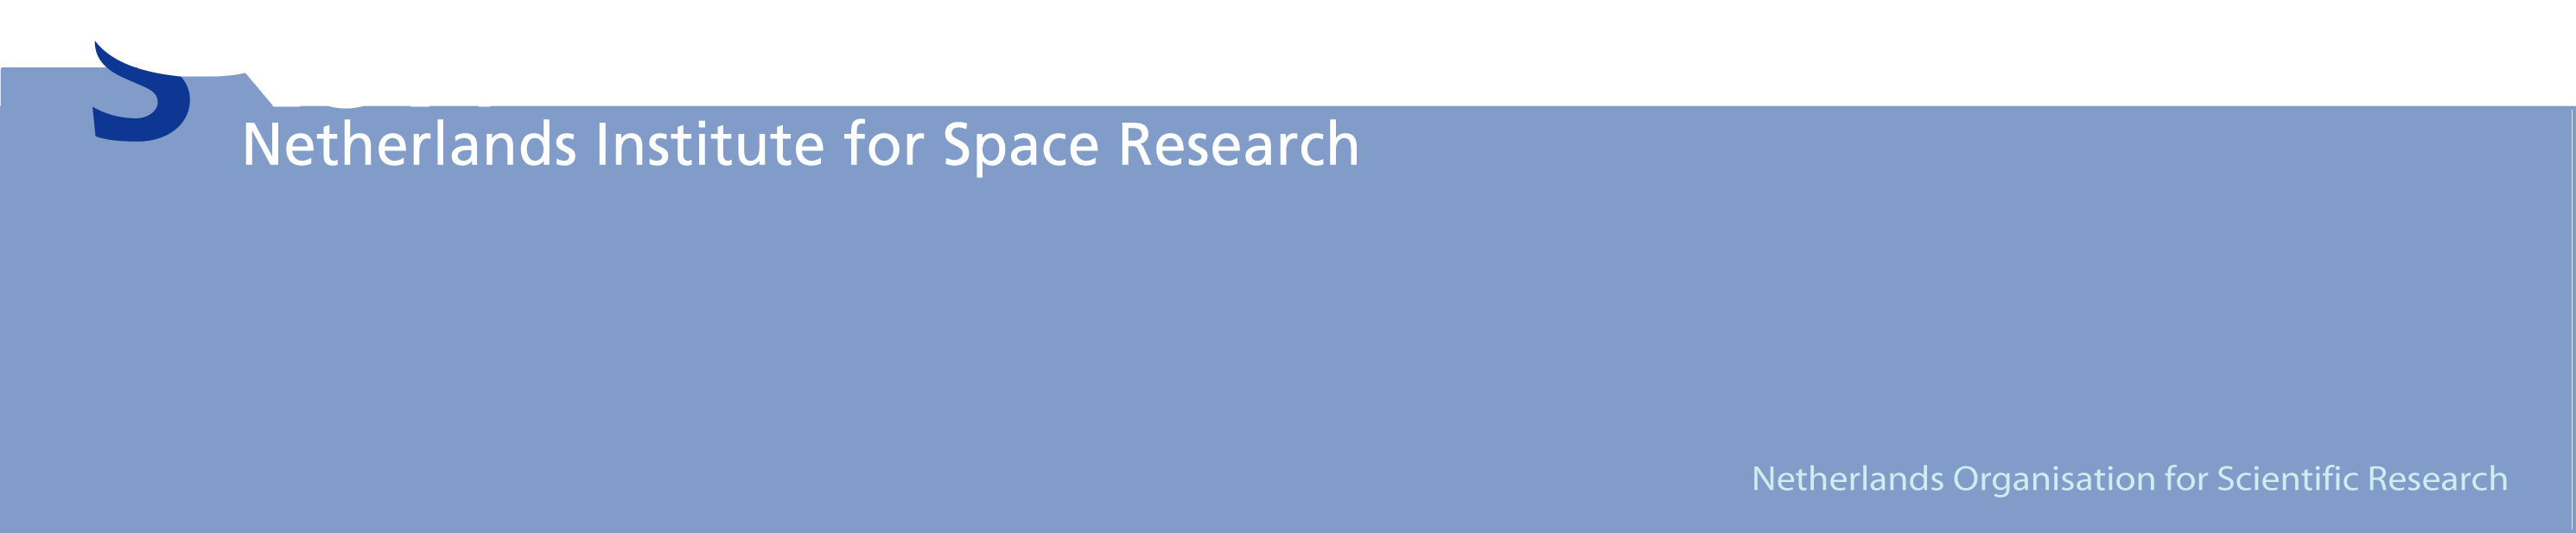 Netherlands Institute for Space Research
Netherlands Organisation for Scientific Research